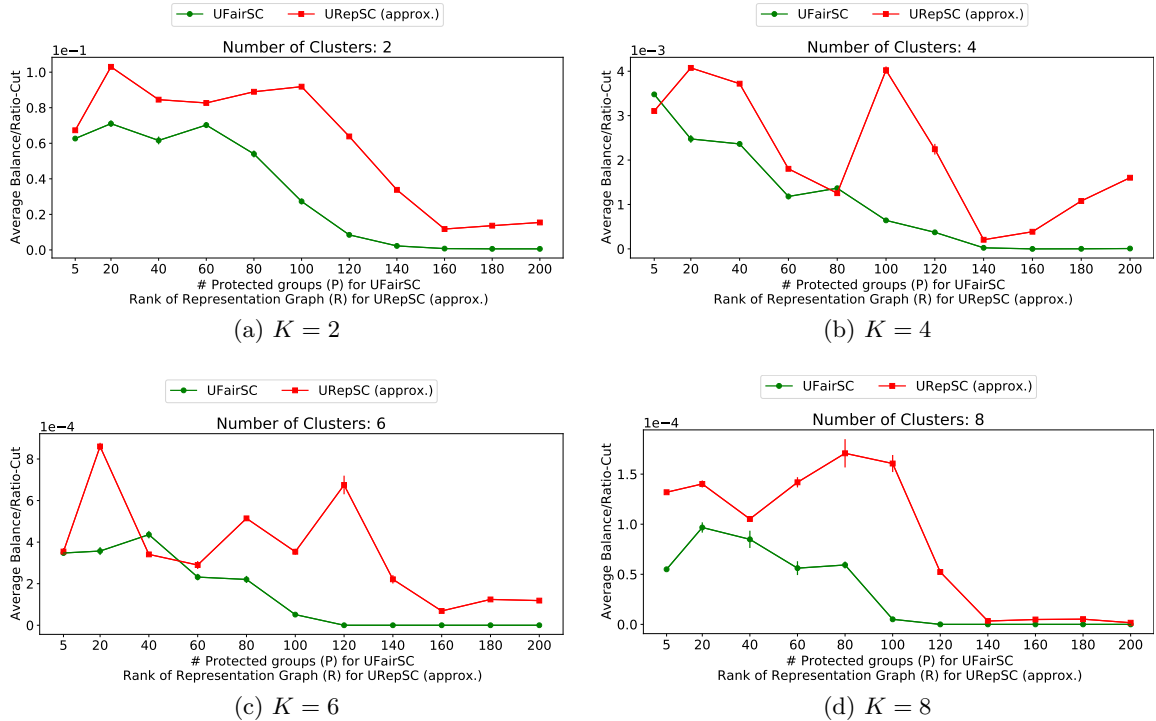 UFairSC URepSC (approx.)
Number of Clusters: 2
1e−1
Average Balance/Ratio-Cut
1.0
0.8
0.6
0.4
0.2
0.0
5 20 40 60 80 100 120 140 160 180 200
# Protected groups (P) for UFairSC
Rank of Representation Graph (R) for URepSC (approx.)
(a) K = 2
UFairSC URepSC (approx.)
Number of Clusters: 4
1e−3
Average Balance/Ratio-Cut
4
3
2
1
0
5 20 40 60 80 100 120 140 160 180 200
# Protected groups (P) for UFairSC
Rank of Representation Graph (R) for URepSC (approx.)
(b) K = 4
UFairSC URepSC (approx.)
Number of Clusters: 6
1e−4
Average Balance/Ratio-Cut
8
6
4
2
0
5 20 40 60 80 100 120 140 160 180 200
# Protected groups (P) for UFairSC
Rank of Representation Graph (R) for URepSC (approx.)
(c) K = 6
UFairSC URepSC (approx.)
Number of Clusters: 8
1e−4
Average Balance/Ratio-Cut
1.5
1.0
0.5
0.0
5 20 40 60 80 100 120 140 160 180 200
# Protected groups (P) for UFairSC
Rank of Representation Graph (R) for URepSC (approx.)
(d) K = 8